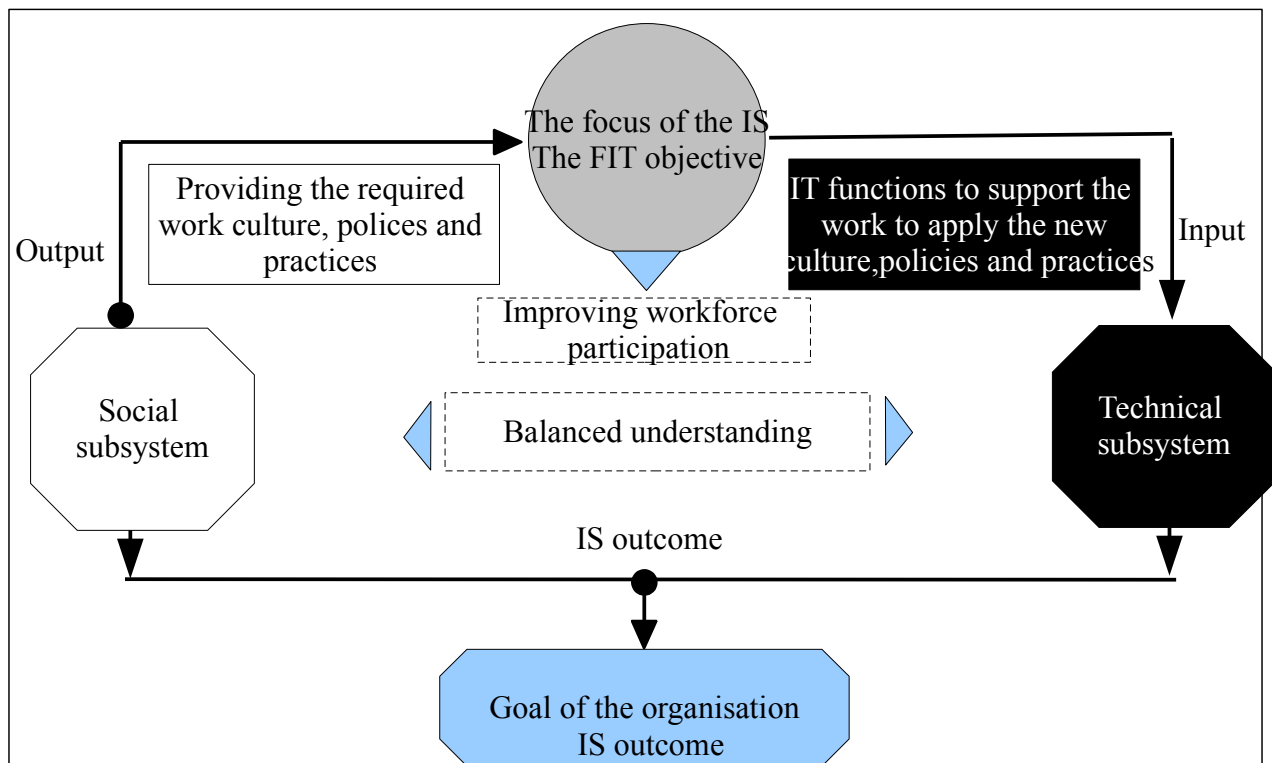 The focus of the IS
The FIT objective
Providing the required
work culture, polices and
practices
IT functions to support the
work to apply the new
culture,policies and practices
Output
Input
Improving workforce
participation
Social
subsystem
Balanced understanding
Technical
subsystem
IS outcome
Goal of the organisation
IS outcome